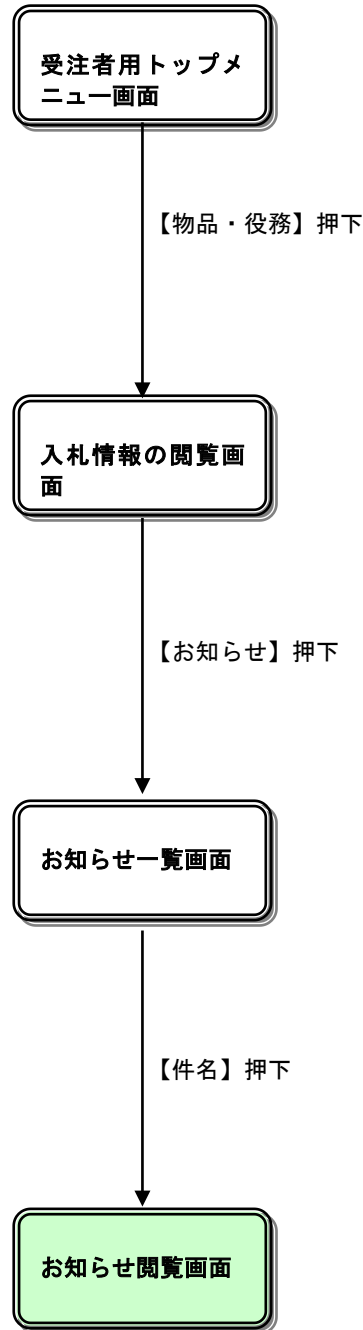 受注者用トップメ
ニュー画面
【物品・役務】押下
入札情報の閲覧画
面
【お知らせ】押下
お知らせ一覧画面
【件名】押下
お知らせ閲覧画面